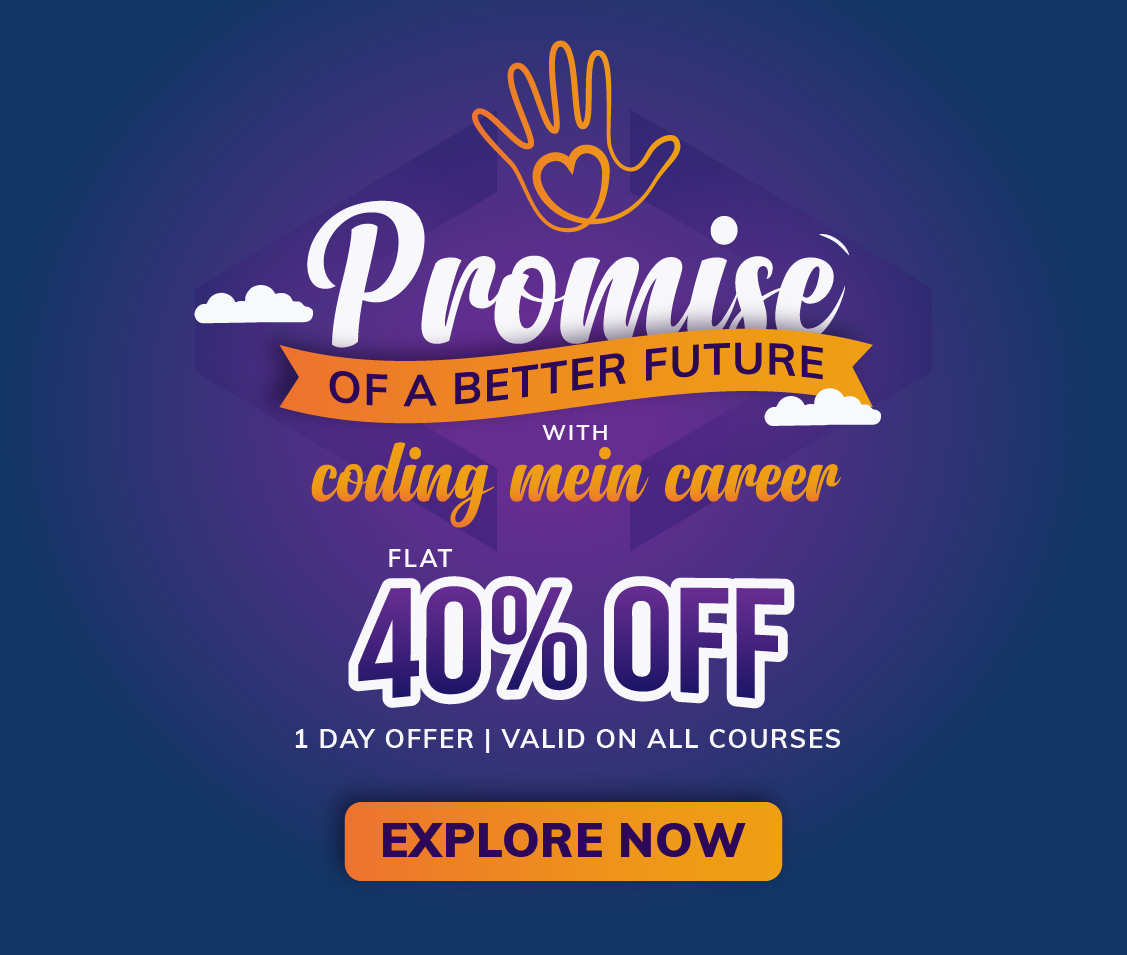 Promise
OF A BETTER FUTURE
WITH
coding mein career
FLAT
40% OFF
1 DAY OFFER | VALID ON ALL COURSES
EXPLORE NOW